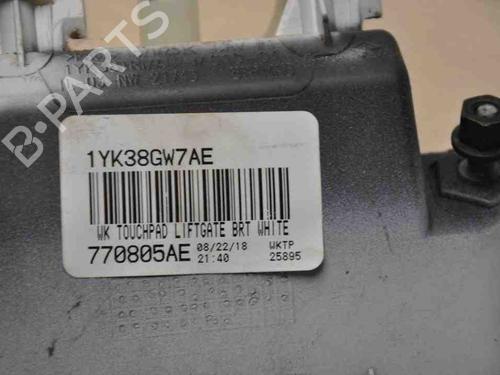 B-PARTS
1YK38GW7AE
WK TOUCHPAD LIFTGATE BRT WHITE
770805AE 08/22/18 WKTP
21:40 25895